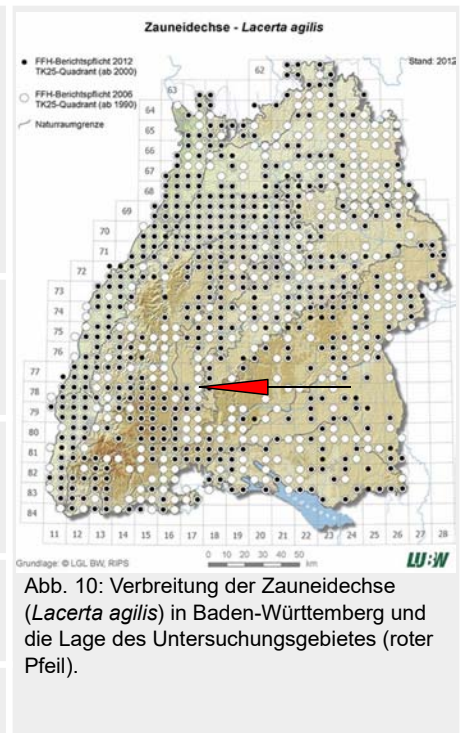 Zauneidechse - Lacerta agilis
FFH-Berichtspflicht 2012
TK25-Quadrant (ab 2000)
FFH-Berichtspflicht 2006
TK25-Quadrant (ab 1990)
Naturraumgrenze
Stand: 2012
62
63
64
65
66
67
68
69
70
71
72
73
74
75
76
77
78
79
80
81
82
83
84
11 12 13 14 15 16 17 18 19 20 21 22 23 24 25 26 27 28
Grundlage: © LGL BW, RIPS
0 10 20 30 40 50
km
LUBW
Abb. 10: Verbreitung der Zauneidechse
(Lacerta agilis) in Baden-Württemberg und
die Lage des Untersuchungsgebietes (roter
Pfeil).